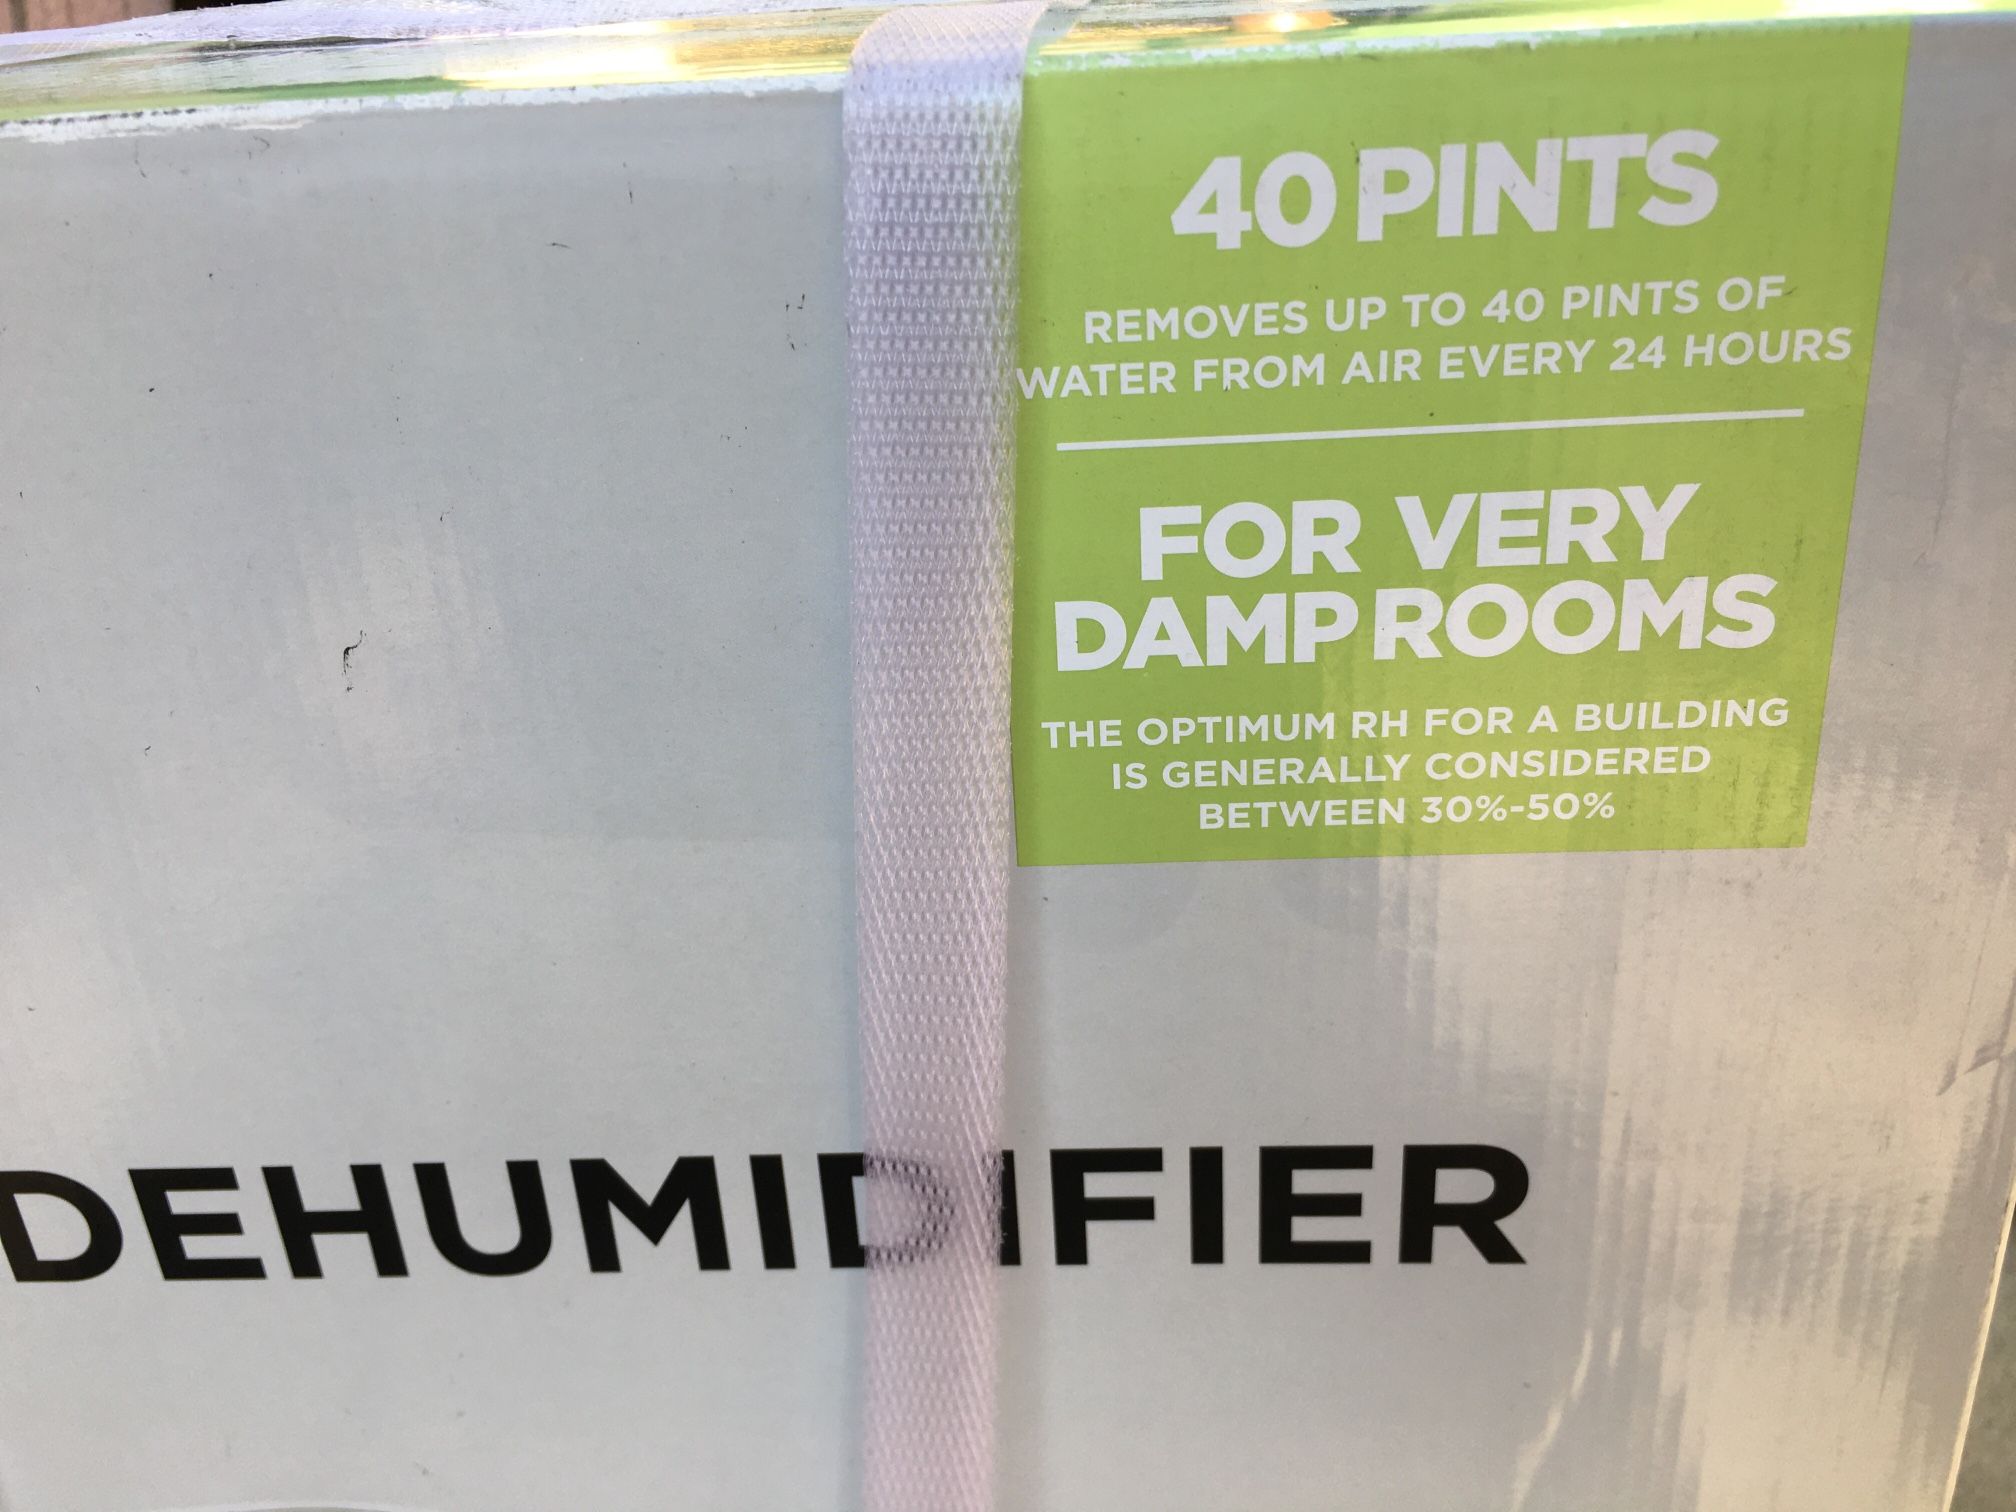 40 PINTS
REMOVES UP TO 40 PINTS OF
WATER FROM AIR EVERY 24 HOURS
FOR VERY
DAMP ROOMS
THE OPTIMUM RH FOR A BUILDING
IS GENERALLY CONSIDERED
BETWEEN 30%-50%
DEHUMIDIFIER